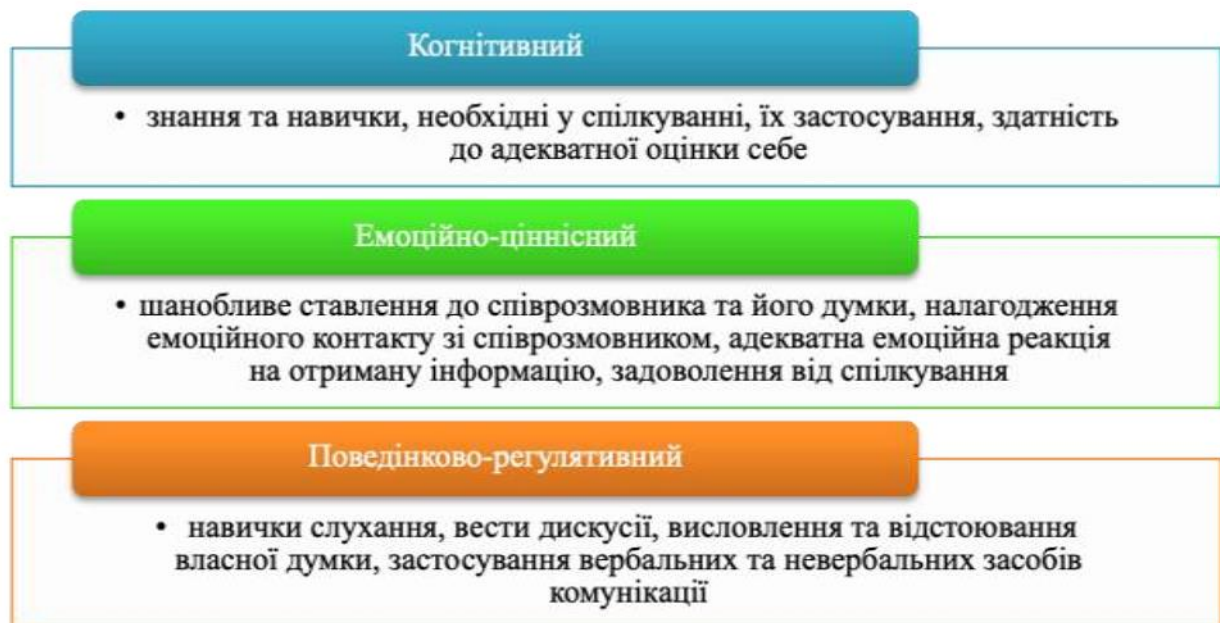 Когнітивний
• знання та навички, необхідні у спілкуванні, їх застосування, здатність
до адекватної оцінки себе
Емоційно-ціннісний
• шанобливе ставлення до співрозмовника та його думки, налагодження
емоційного контакту зі співрозмовником, адекватна емоційна реакція
на отриману інформацію, задоволення від спілкування
Поведінково-регулятивний
• навички слухання, вести дискусії, висловлення та відстоювання
власної думки, застосування вербальних та невербальних засобів
комунікації